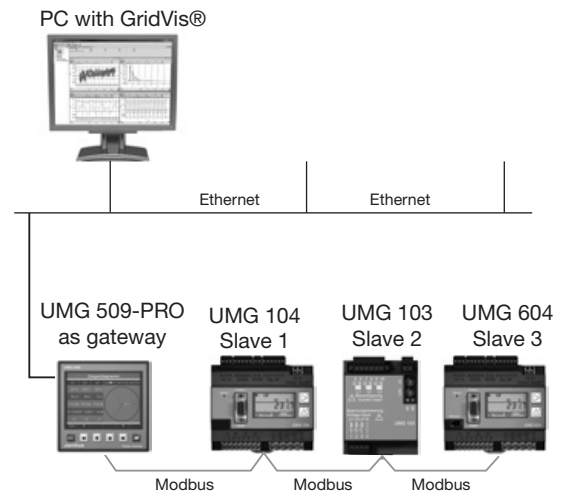 PC with GridVis®
Ethernet
Ethernet
UMG 509-PRO
as gateway
UMG 104
Slave 1
UMG 103
Slave 2
UMG 604
Slave 3
Modbus
Modbus
Modbus